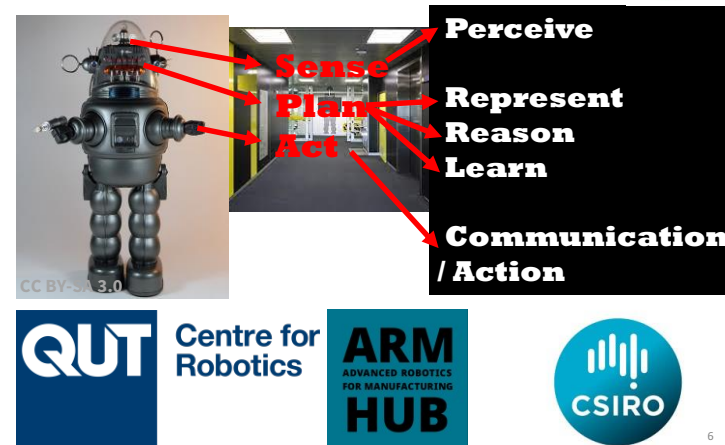 Perceive
Sense
Plan
Represent
Reason
Act
Learn
Communication
/ Action
CC BY-SA 3.0
QUT
Centre for
Robotics
ARM
ADVANCED ROBOTICS
FOR MANUFACTURING
HUB
CSIRO
6